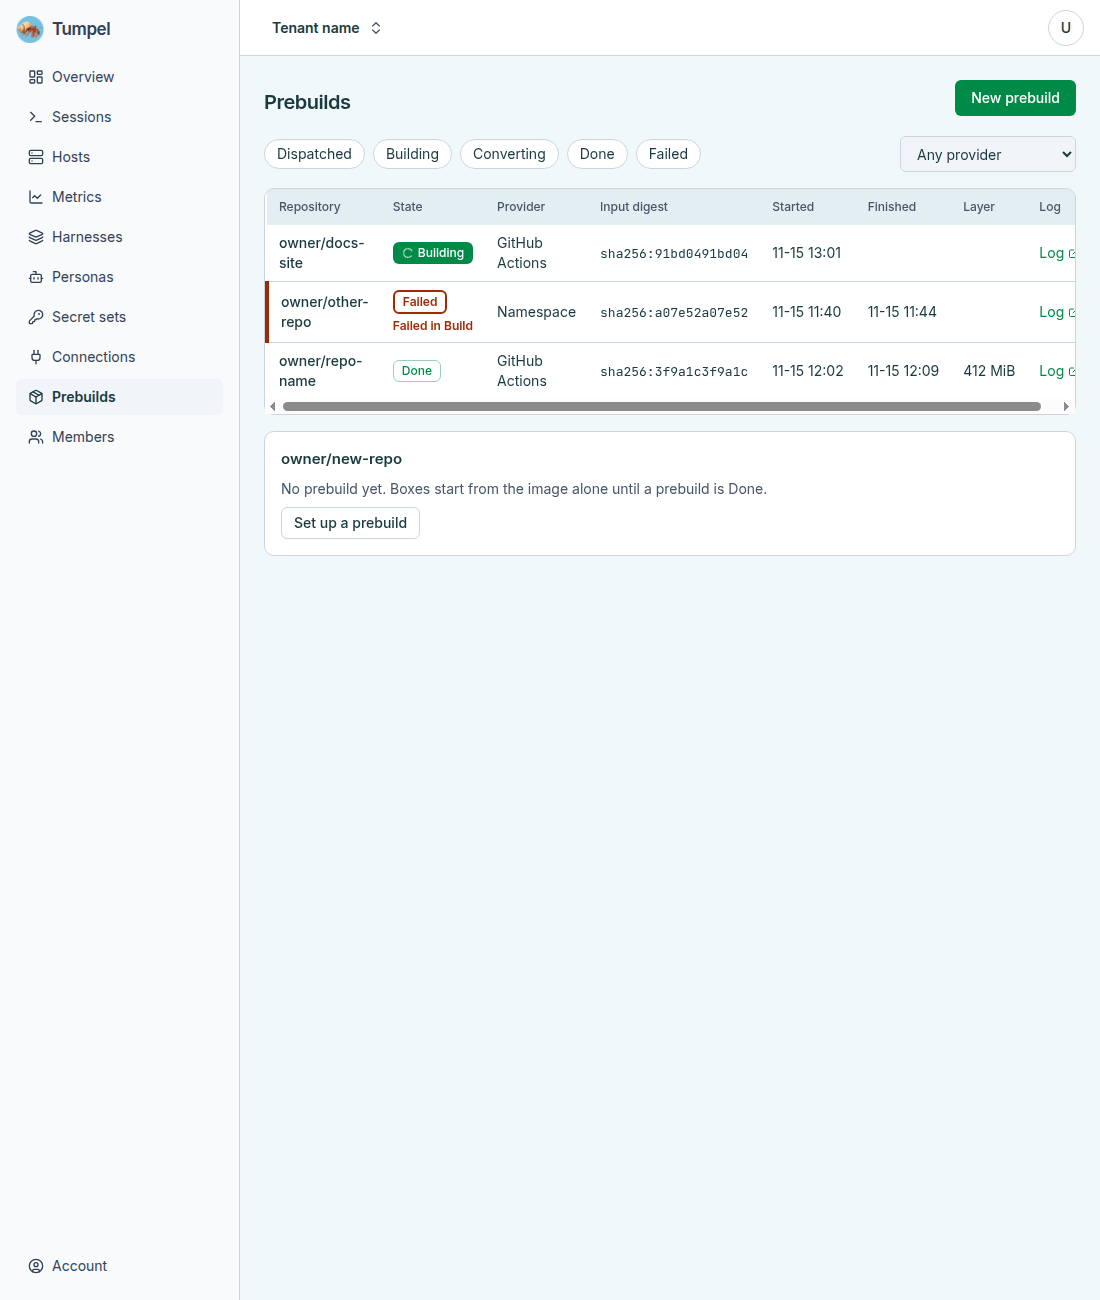 Tumpel
Tenant name
U
Overview
Sessions
Hosts
Metrics
Harnesses
Personas
Secret sets
Connections
Prebuilds
Members
Account
Prebuilds
New prebuild
Dispatched
Building
Converting
Done
Failed
Any provider
Repository State Provider Input digest Started Finished Layer Log
owner/docs-site Building GitHub Actions sha256:91bd0491bd04 11-15 13:01 Log
owner/other-repo Failed Failed in Build Namespace sha256:a07e52a07e52 11-15 11:40 11-15 11:44 Log
owner/repo-name Done GitHub Actions sha256:3f9a1c3f9a1c 11-15 12:02 11-15 12:09 412 MiB Log
owner/new-repo
No prebuild yet. Boxes start from the image alone until a prebuild is Done.
Set up a prebuild